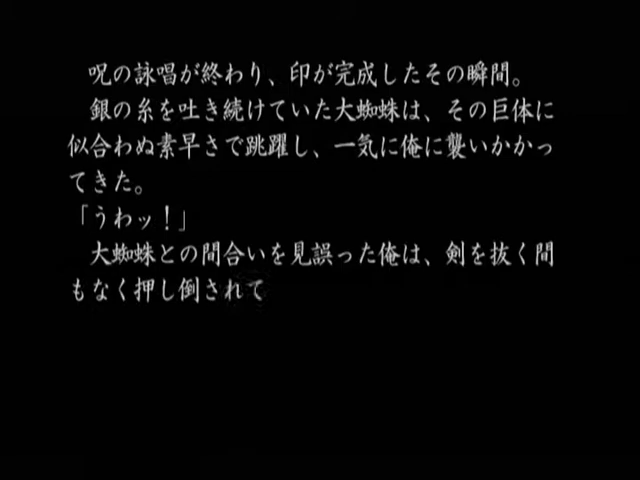 呪の詠唱が終わり、印が完成したその瞬間。
銀の糸を吐き続けていた大蜘蛛は、その巨体に
似合わぬ素早さで跳躍し、一気に俺に襲いかかっ
てきた。
「うわッ！」
大蜘蛛との間合いを見誤った俺は、剣を抜く間
もなく押し倒されて